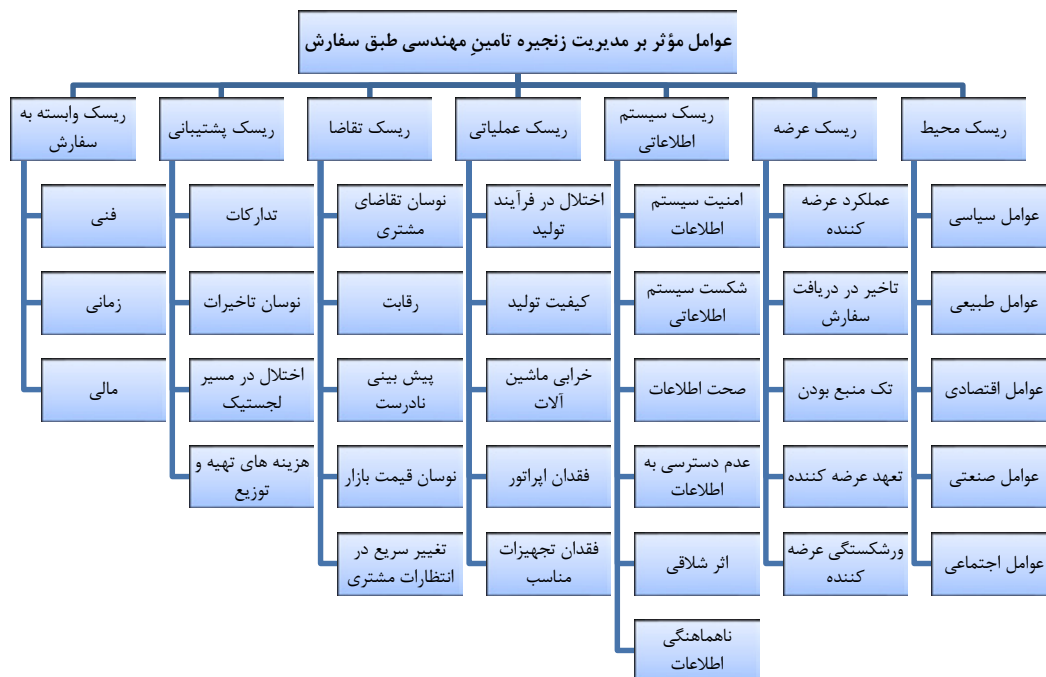 عوامل مؤثر بر مدیریت زنجیره تامینِ مهندسی طبق سفارش
ریسک محیط
عوامل سیاسی
عوامل طبیعی
عوامل اقتصادی
عوامل صنعتی
عوامل اجتماعی
ریسک عرضه
عملکرد عرضه
کننده
تاخیر در دریافت
سفارش
تک منبع بودن
تعهد عرضه کننده
ورشکستگی عرضه
کننده
ریسک سیستم
اطلاعاتی
امنیت سیستم
اطلاعات
شکست سیستم
اطلاعاتی
صحت اطلاعات
عدم دسترسی به
اطلاعات
اثر شلاقی
ناهماهنگی
اطلاعات
ریسک عملیاتی
اختلال در فرآیند
تولید
کیفیت تولید
خرابی ماشین
آلات
فقدان اپراتور
فقدان تجهیزات
مناسب
ریسک تقاضا
نوسان تقاضای
مشتری
رقابت
پیش بینی
نادرست
نوسان قیمت بازار
تغییر سریع در
انتظارات مشتری
ریسک پشتیبانی
تدارکات
نوسان تاخیرات
اختلال در مسیر
لجستیک
هزینه های تهیه و
توزیع
ریسک وابسته به
سفارش
فنی
زمانی
مالی